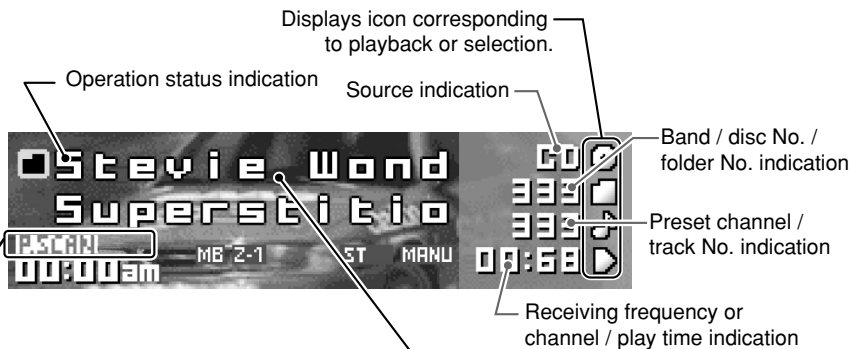 Displays icon corresponding
to playback or selection.
Operation status indication
Source indication
Band / disc No. /
folder No. indication
Stevie Wond
Superstitio
P.SCAN
MB Z-1 ST MANU
00:00am
CD
333
333
Preset channel /
track No. indication
Receiving frequency or
channel / play time indication